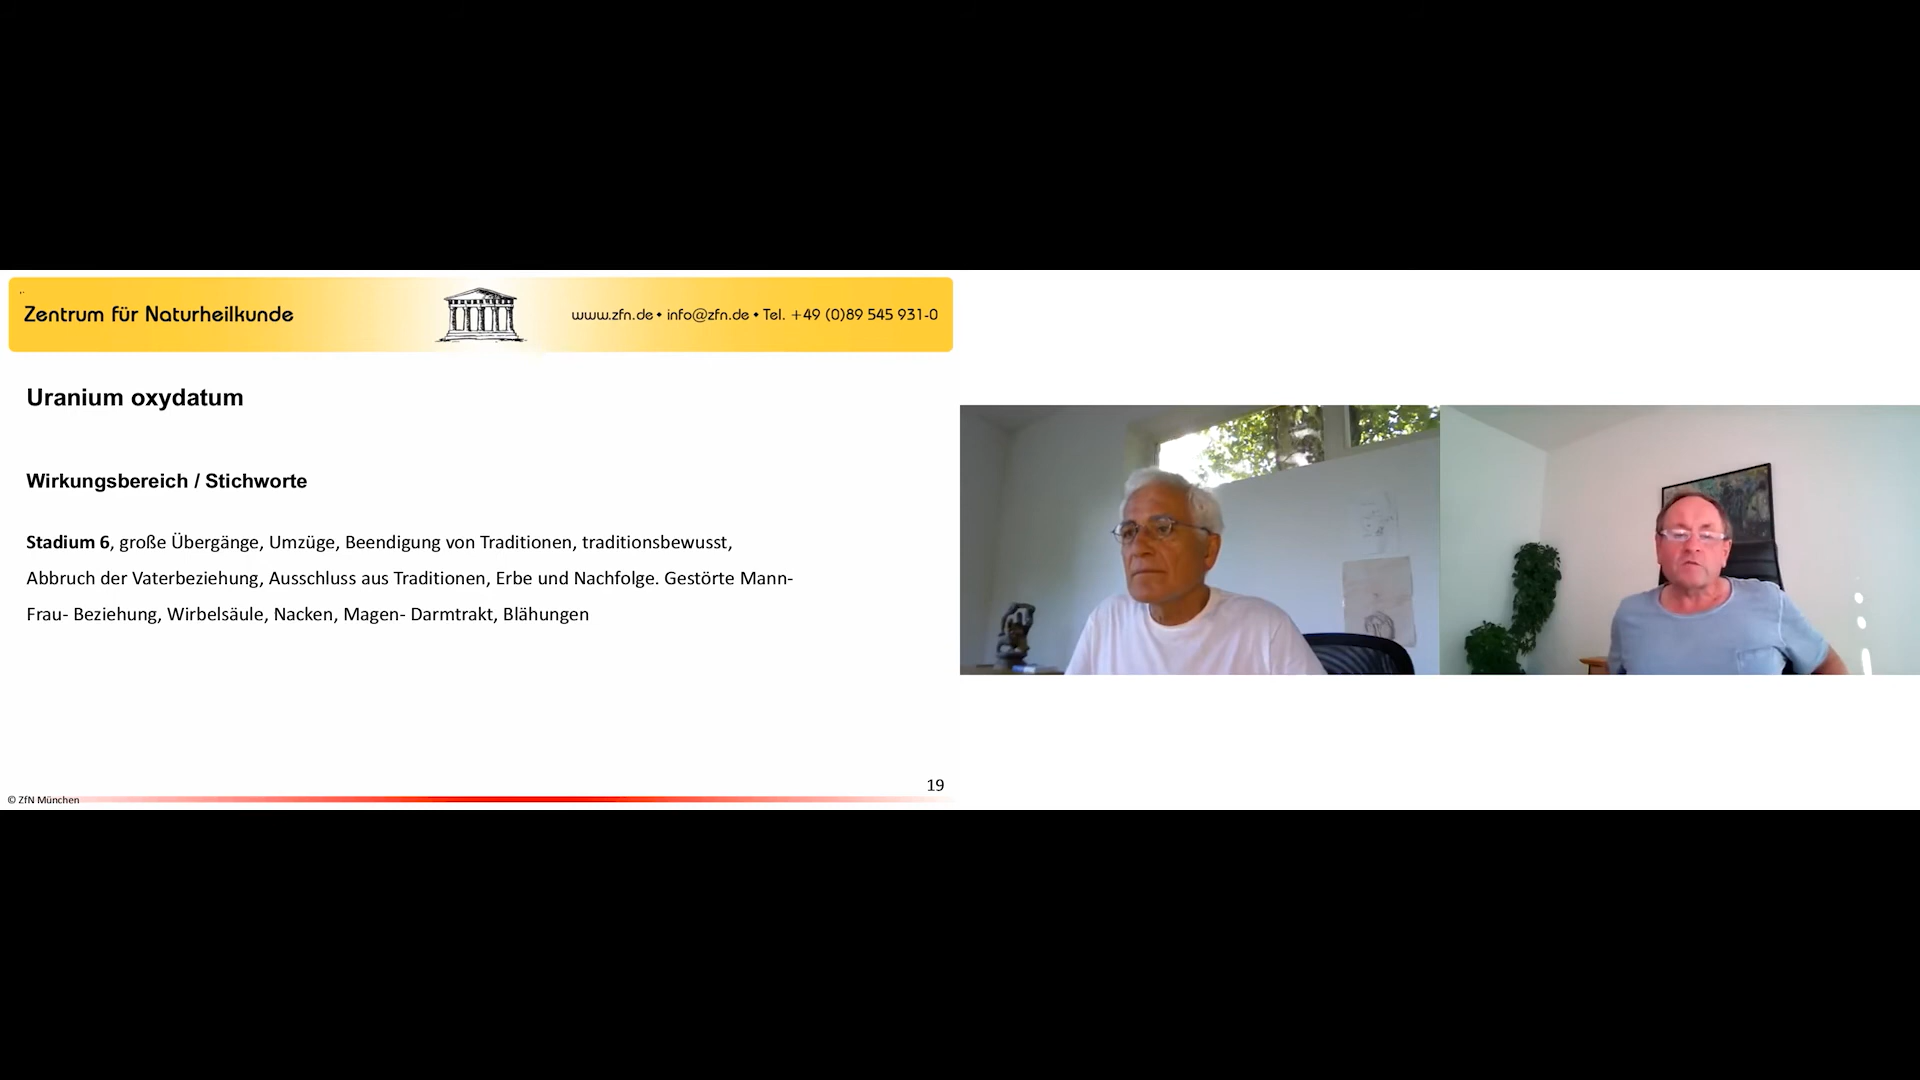 Zentrum für Naturheilkunde
www.zfn.de • info@zfn.de • Tel. +49 (0)89 545 931-0
Uranium oxydatum
Wirkungsbereich / Stichworte
Stadium 6, große Übergänge, Umzüge, Beendigung von Traditionen, traditionsbewusst,
Abbruch der Vaterbeziehung, Ausschluss aus Traditionen, Erbe und Nachfolge. Gestörte Mann-
Frau- Beziehung, Wirbelsäule, Nacken, Magen- Darmtrakt, Blähungen
19
© ZfN München